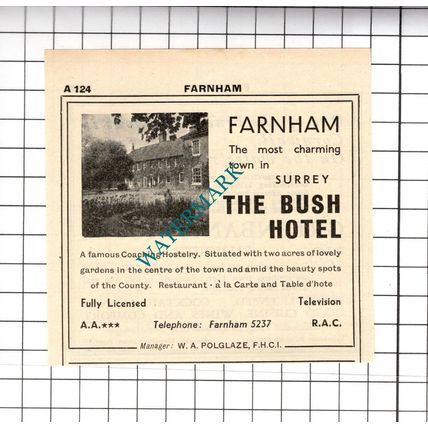 A 124 FARNHAM
FARNHAM
The most charming
town in
SURREY
THE BUSH
HOTEL
WATERMARK
A famous Coaching Hostelry. Situated with two acres of lovely
gardens in the centre of the town and amid the beauty spots
of the County. Restaurant · à la Carte and Table d'hote
Fully Licensed Television
A.A.*** Telephone: Farnham 5237 R.A.C.
Manager: W. A. POLGLAZE, F.H.C.I.